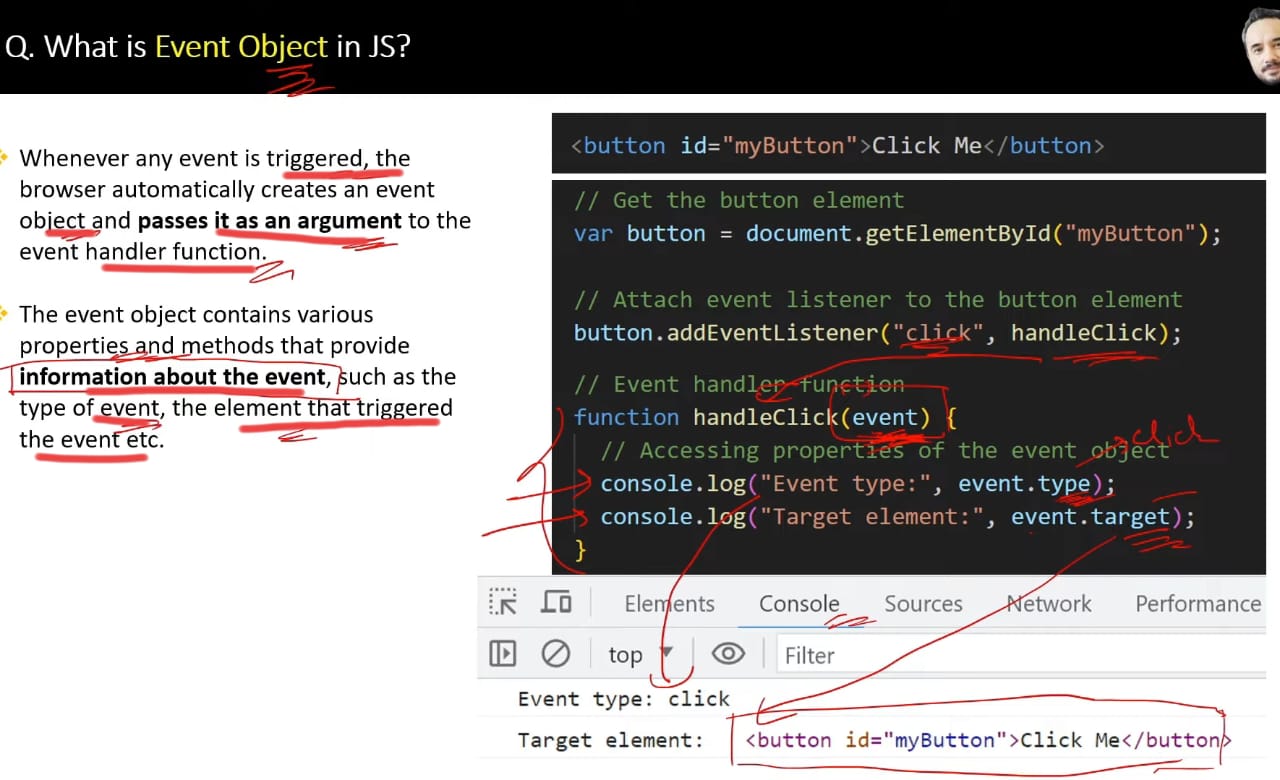 Q. What is Event Object in JS?
Whenever any event is triggered, the
browser automatically creates an event
object and passes it as an argument to the
event handler function.
The event object contains various
properties and methods that provide
information about the event, such as the
type of event, the element that triggered
the event etc.
<button id="myButton">Click Me</button>
// Get the button element
var button = document.getElementById("myButton");
// Attach event listener to the button element
button.addEventListener("click", handleClick);
// Event handler function
function handleClick(event) {
// Accessing properties of the event object
click
console.log("Event type:", event.type);
console.log("Target element:", event.target);
}
Elements Console Sources Network Performance
top Filter
Event type: click
Target element: <button id="myButton">Click Me</button>